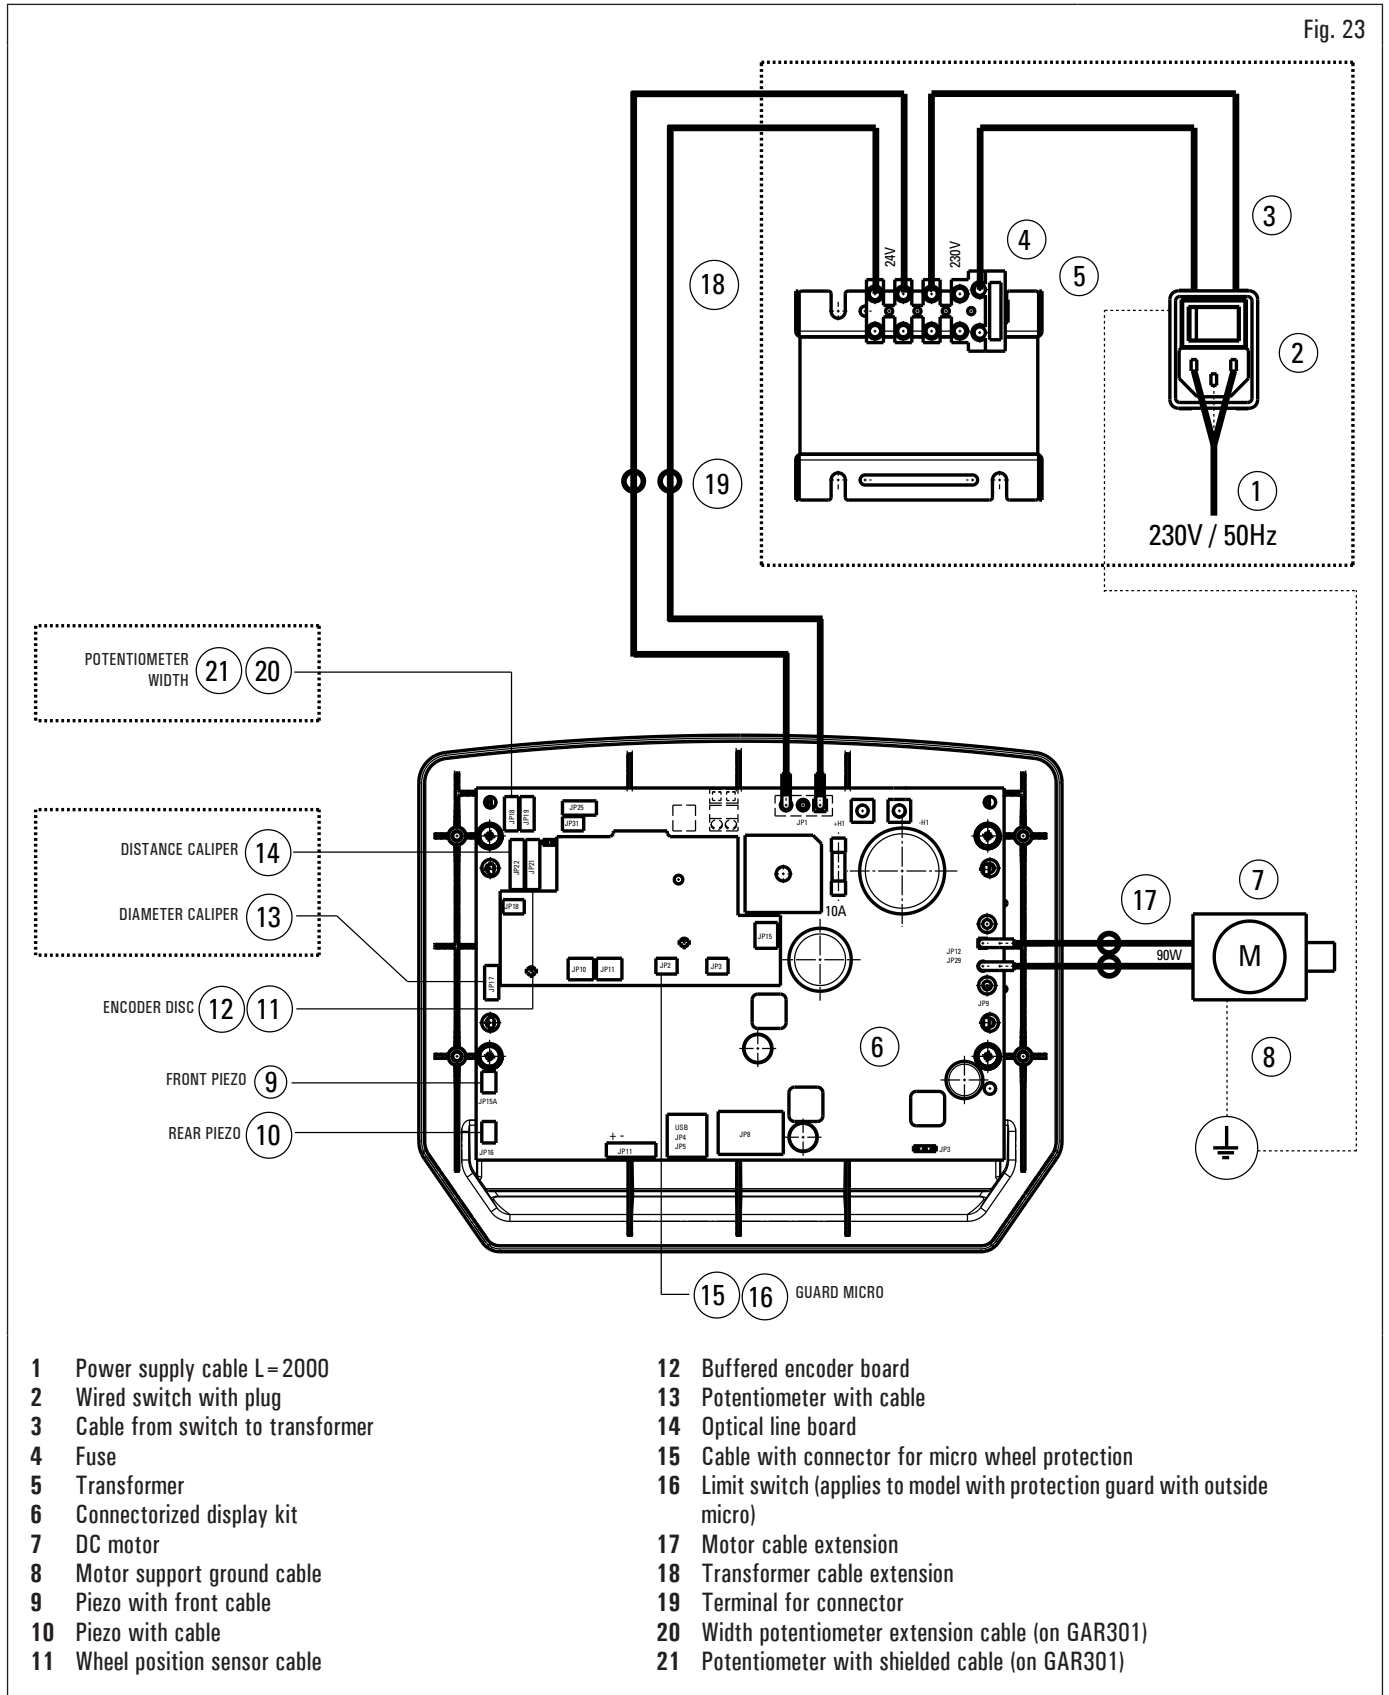 Fig. 23
24V
230V
4
3
5
18
2
19
1
230V / 50Hz
POTENTIOMETER
WIDTH
21
20
JP18
JP19
JP25
JP31
JP1
+H1
-H1
DISTANCE CALIPER
14
JP22
JP21
10A
DIAMETER CALIPER
13
JP18
JP15
JP12
JP29
17
7
90W
M
JP17
JP10
JP11
JP2
JP3
ENCODER DISC
12
11
JP9
6
8
FRONT PIEZO
9
JP15A
REAR PIEZO
10
JP16
+ -
JP11
USB
JP4
JP5
JP8
JP3
15
16
GUARD MICRO
1 Power supply cable L=2000
2 Wired switch with plug
3 Cable from switch to transformer
4 Fuse
5 Transformer
6 Connectorized display kit
7 DC motor
8 Motor support ground cable
9 Piezo with front cable
10 Piezo with cable
11 Wheel position sensor cable
12 Buffered encoder board
13 Potentiometer with cable
14 Optical line board
15 Cable with connector for micro wheel protection
16 Limit switch (applies to model with protection guard with outside
micro)
17 Motor cable extension
18 Transformer cable extension
19 Terminal for connector
20 Width potentiometer extension cable (on GAR301)
21 Potentiometer with shielded cable (on GAR301)